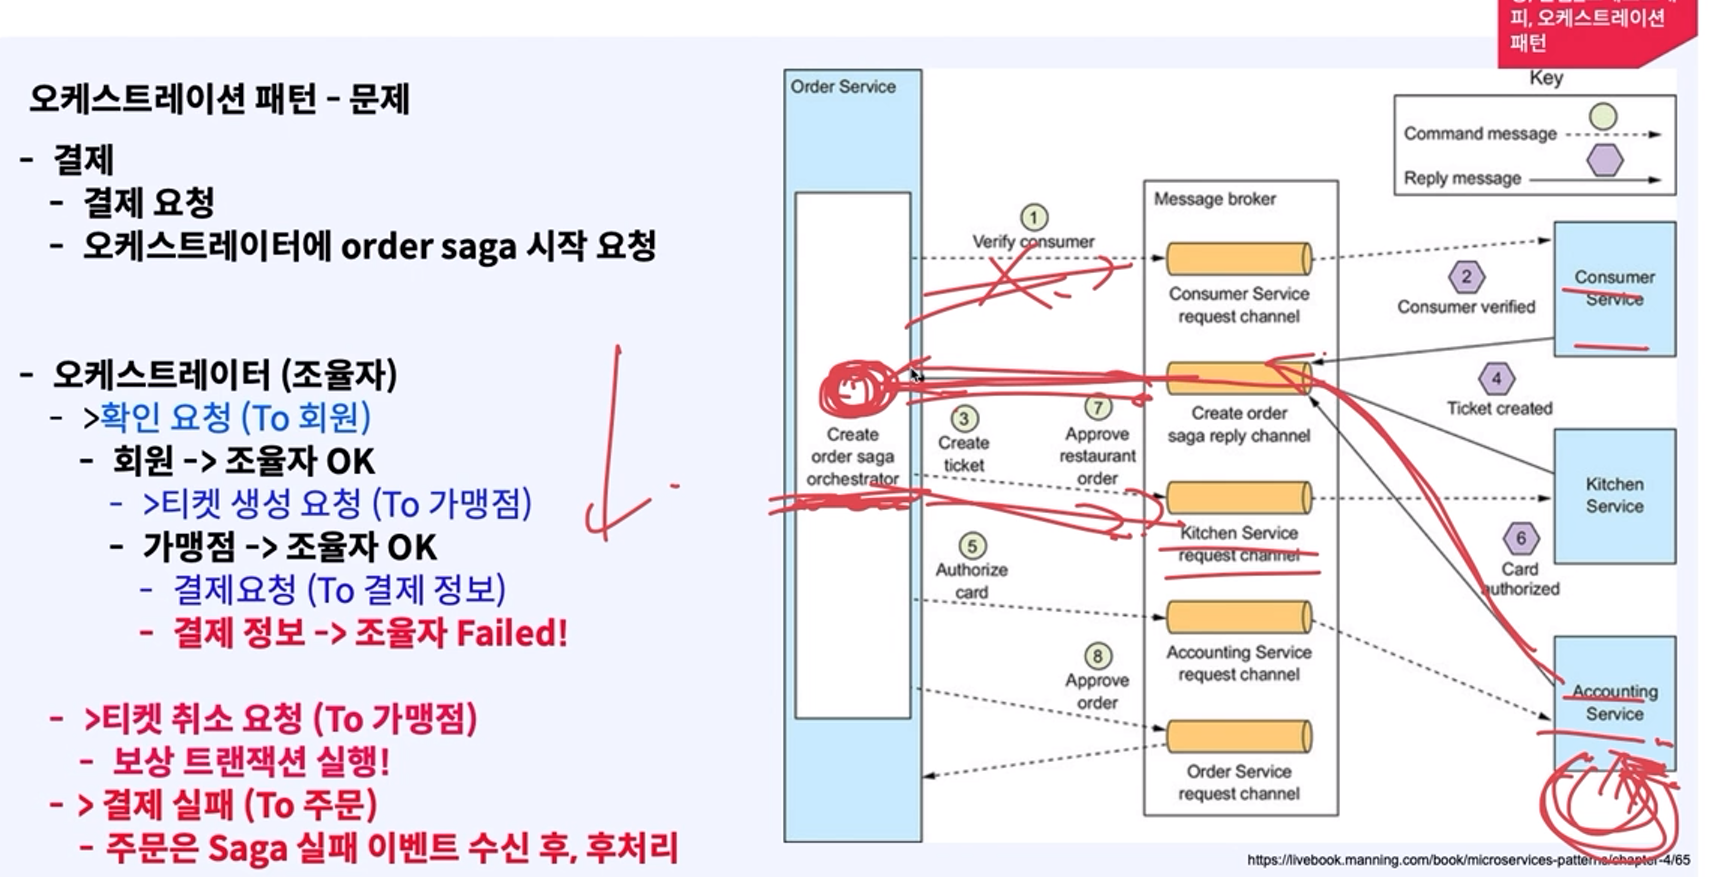 피, 오케스트레이션
패턴
오케스트레이션 패턴 – 문제
- 결제
- 결제 요청
- 오케스트레이터에 order saga 시작 요청
- 오케스트레이터 (조율자)
- >확인 요청 (To 회원)
- 회원 -> 조율자 OK
- >티켓 생성 요청 (To 가맹점)
- 가맹점 -> 조율자 OK
- 결제요청 (To 결제 정보)
- 결제 정보 -> 조율자 Failed!
- >티켓 취소 요청 (To 가맹점)
- 보상 트랜잭션 실행!
- > 결제 실패 (To 주문)
- 주문은 Saga 실패 이벤트 수신 후, 후처리
Order Service
Create
order saga
orchestrator
1
Verify consumer
3
Create
ticket
7
Approve
restaurant
order
5
Authorize
card
8
Approve
order
Message broker
Consumer Service
request channel
Create order
saga reply channel
Kitchen Service
request channel
Accounting Service
request channel
Order Service
request channel
Key
Command message
Reply message
2
Consumer verified
4
Ticket created
6
Card
authorized
Consumer
Service
Kitchen
Service
Accounting
Service
https://livebook.manning.com/book/microservices-patterns/chapter-4/65